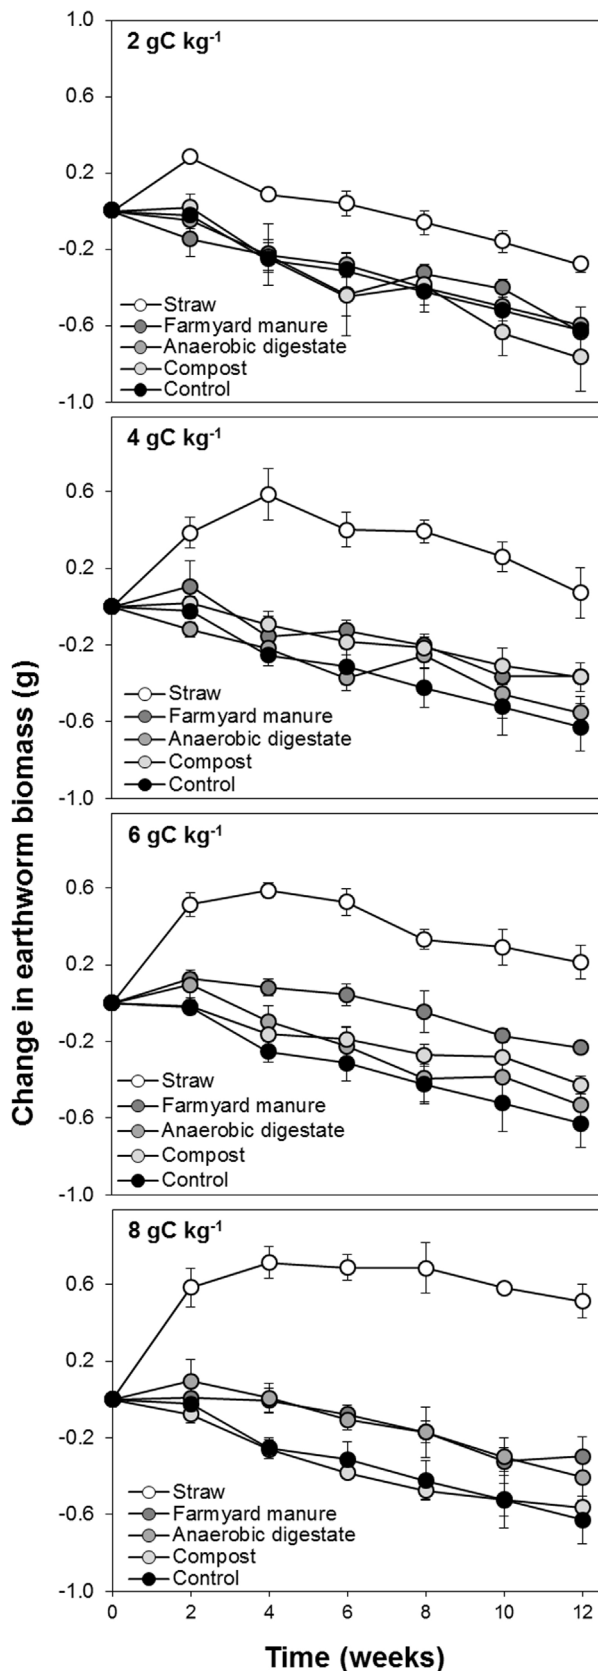 2 gC kg⁻¹
1.0
0.6
0.2
-0.2
-0.6
-1.0
Straw
Farmyard manure
Anaerobic digestate
Compost
Control
4 gC kg⁻¹
0.6
0.2
-0.2
-0.6
-1.0
Straw
Farmyard manure
Anaerobic digestate
Compost
Control
6 gC kg⁻¹
0.6
0.2
-0.2
-0.6
-1.0
Straw
Farmyard manure
Anaerobic digestate
Compost
Control
8 gC kg⁻¹
0.6
0.2
-0.2
-0.6
-1.0
Straw
Farmyard manure
Anaerobic digestate
Compost
Control
0 2 4 6 8 10 12
Time (weeks)
Change in earthworm biomass (g)